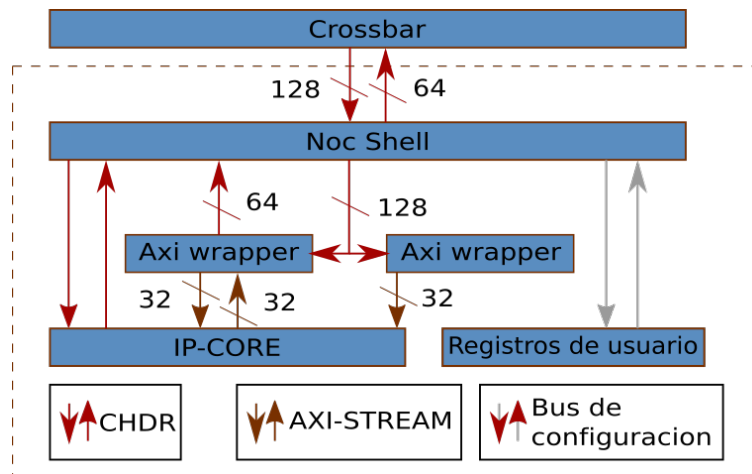 Crossbar
128
64
Noc Shell
64
128
Axi wrapper
Axi wrapper
32
32
32
IP-CORE
Registros de usuario
CHDR
AXI-STREAM
Bus de
configuracion